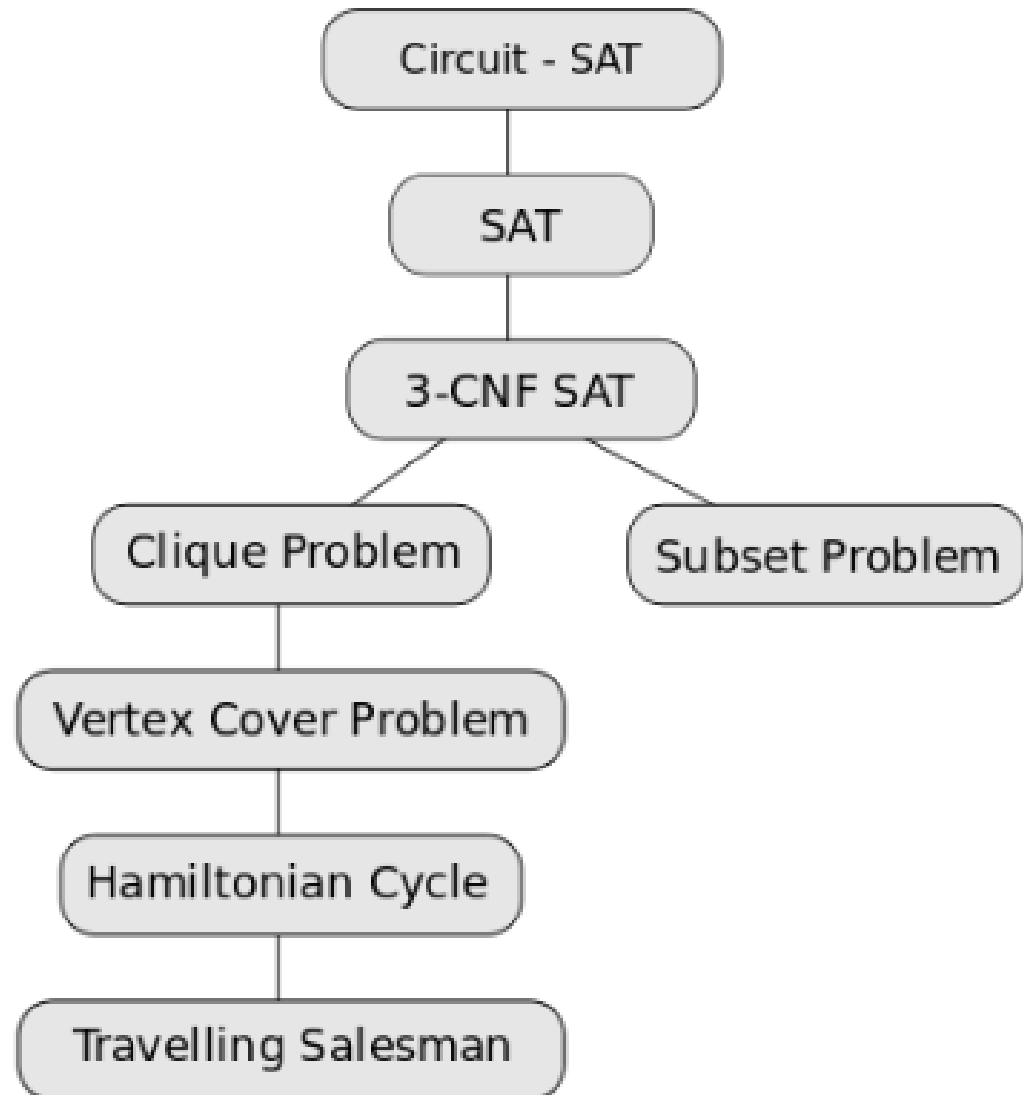 Circuit - SAT
SAT
3-CNF SAT
Clique Problem
Subset Problem
Vertex Cover Problem
Hamiltonian Cycle
Travelling Salesman